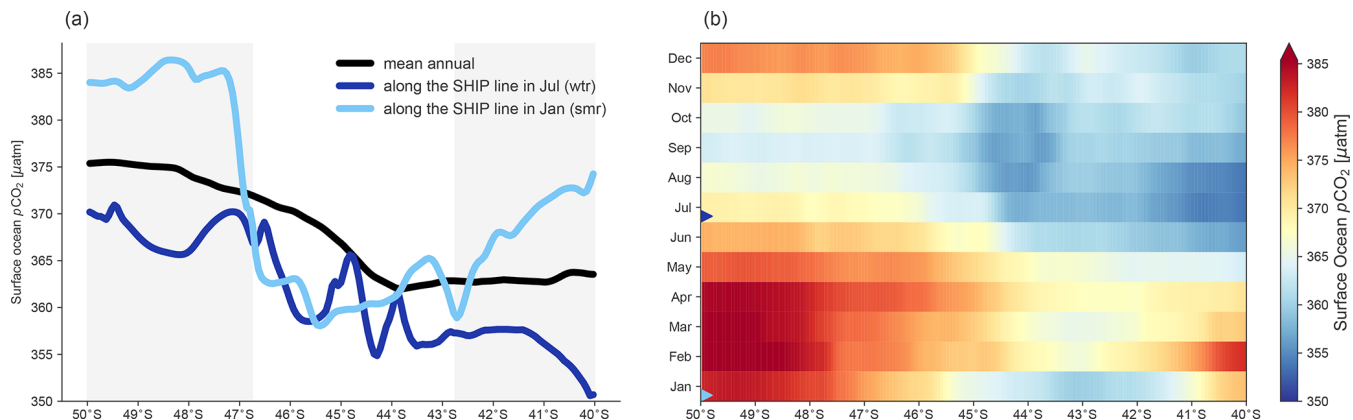 (a)
385
380
375
370
365
360
355
350
Surface ocean pCO₂ [µatm]
mean annual
along the SHIP line in Jul (wtr)
along the SHIP line in Jan (smr)
50°S 49°S 48°S 47°S 46°S 45°S 44°S 43°S 42°S 41°S 40°S
(b)
Dec
Nov
Oct
Sep
Aug
Jul
Jun
May
Apr
Mar
Feb
Jan
50°S 49°S 48°S 47°S 46°S 45°S 44°S 43°S 42°S 41°S 40°S
385
380
375
370
365
360
355
350
Surface Ocean pCO₂ [µatm]